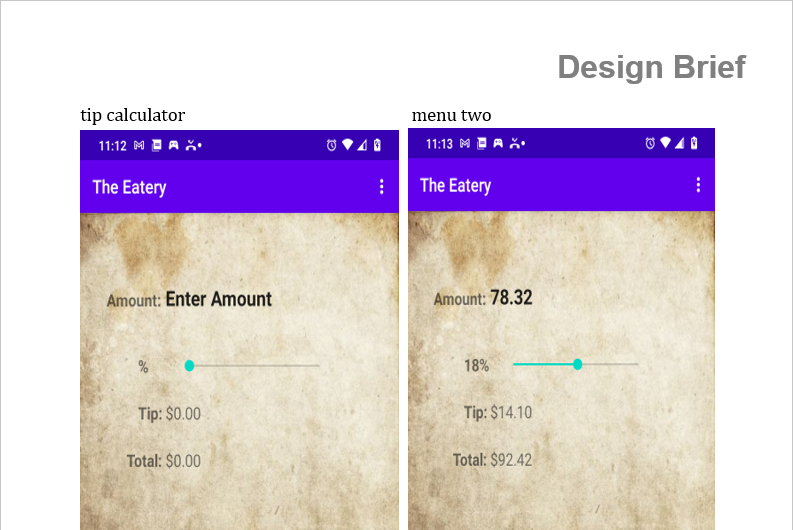 Design Brief
tip calculator
menu two
11:12
The Eatery
Amount: Enter Amount
%
Tip: $0.00
Total: $0.00
11:13
The Eatery
Amount: 78.32
18%
Tip: $14.10
Total: $92.42